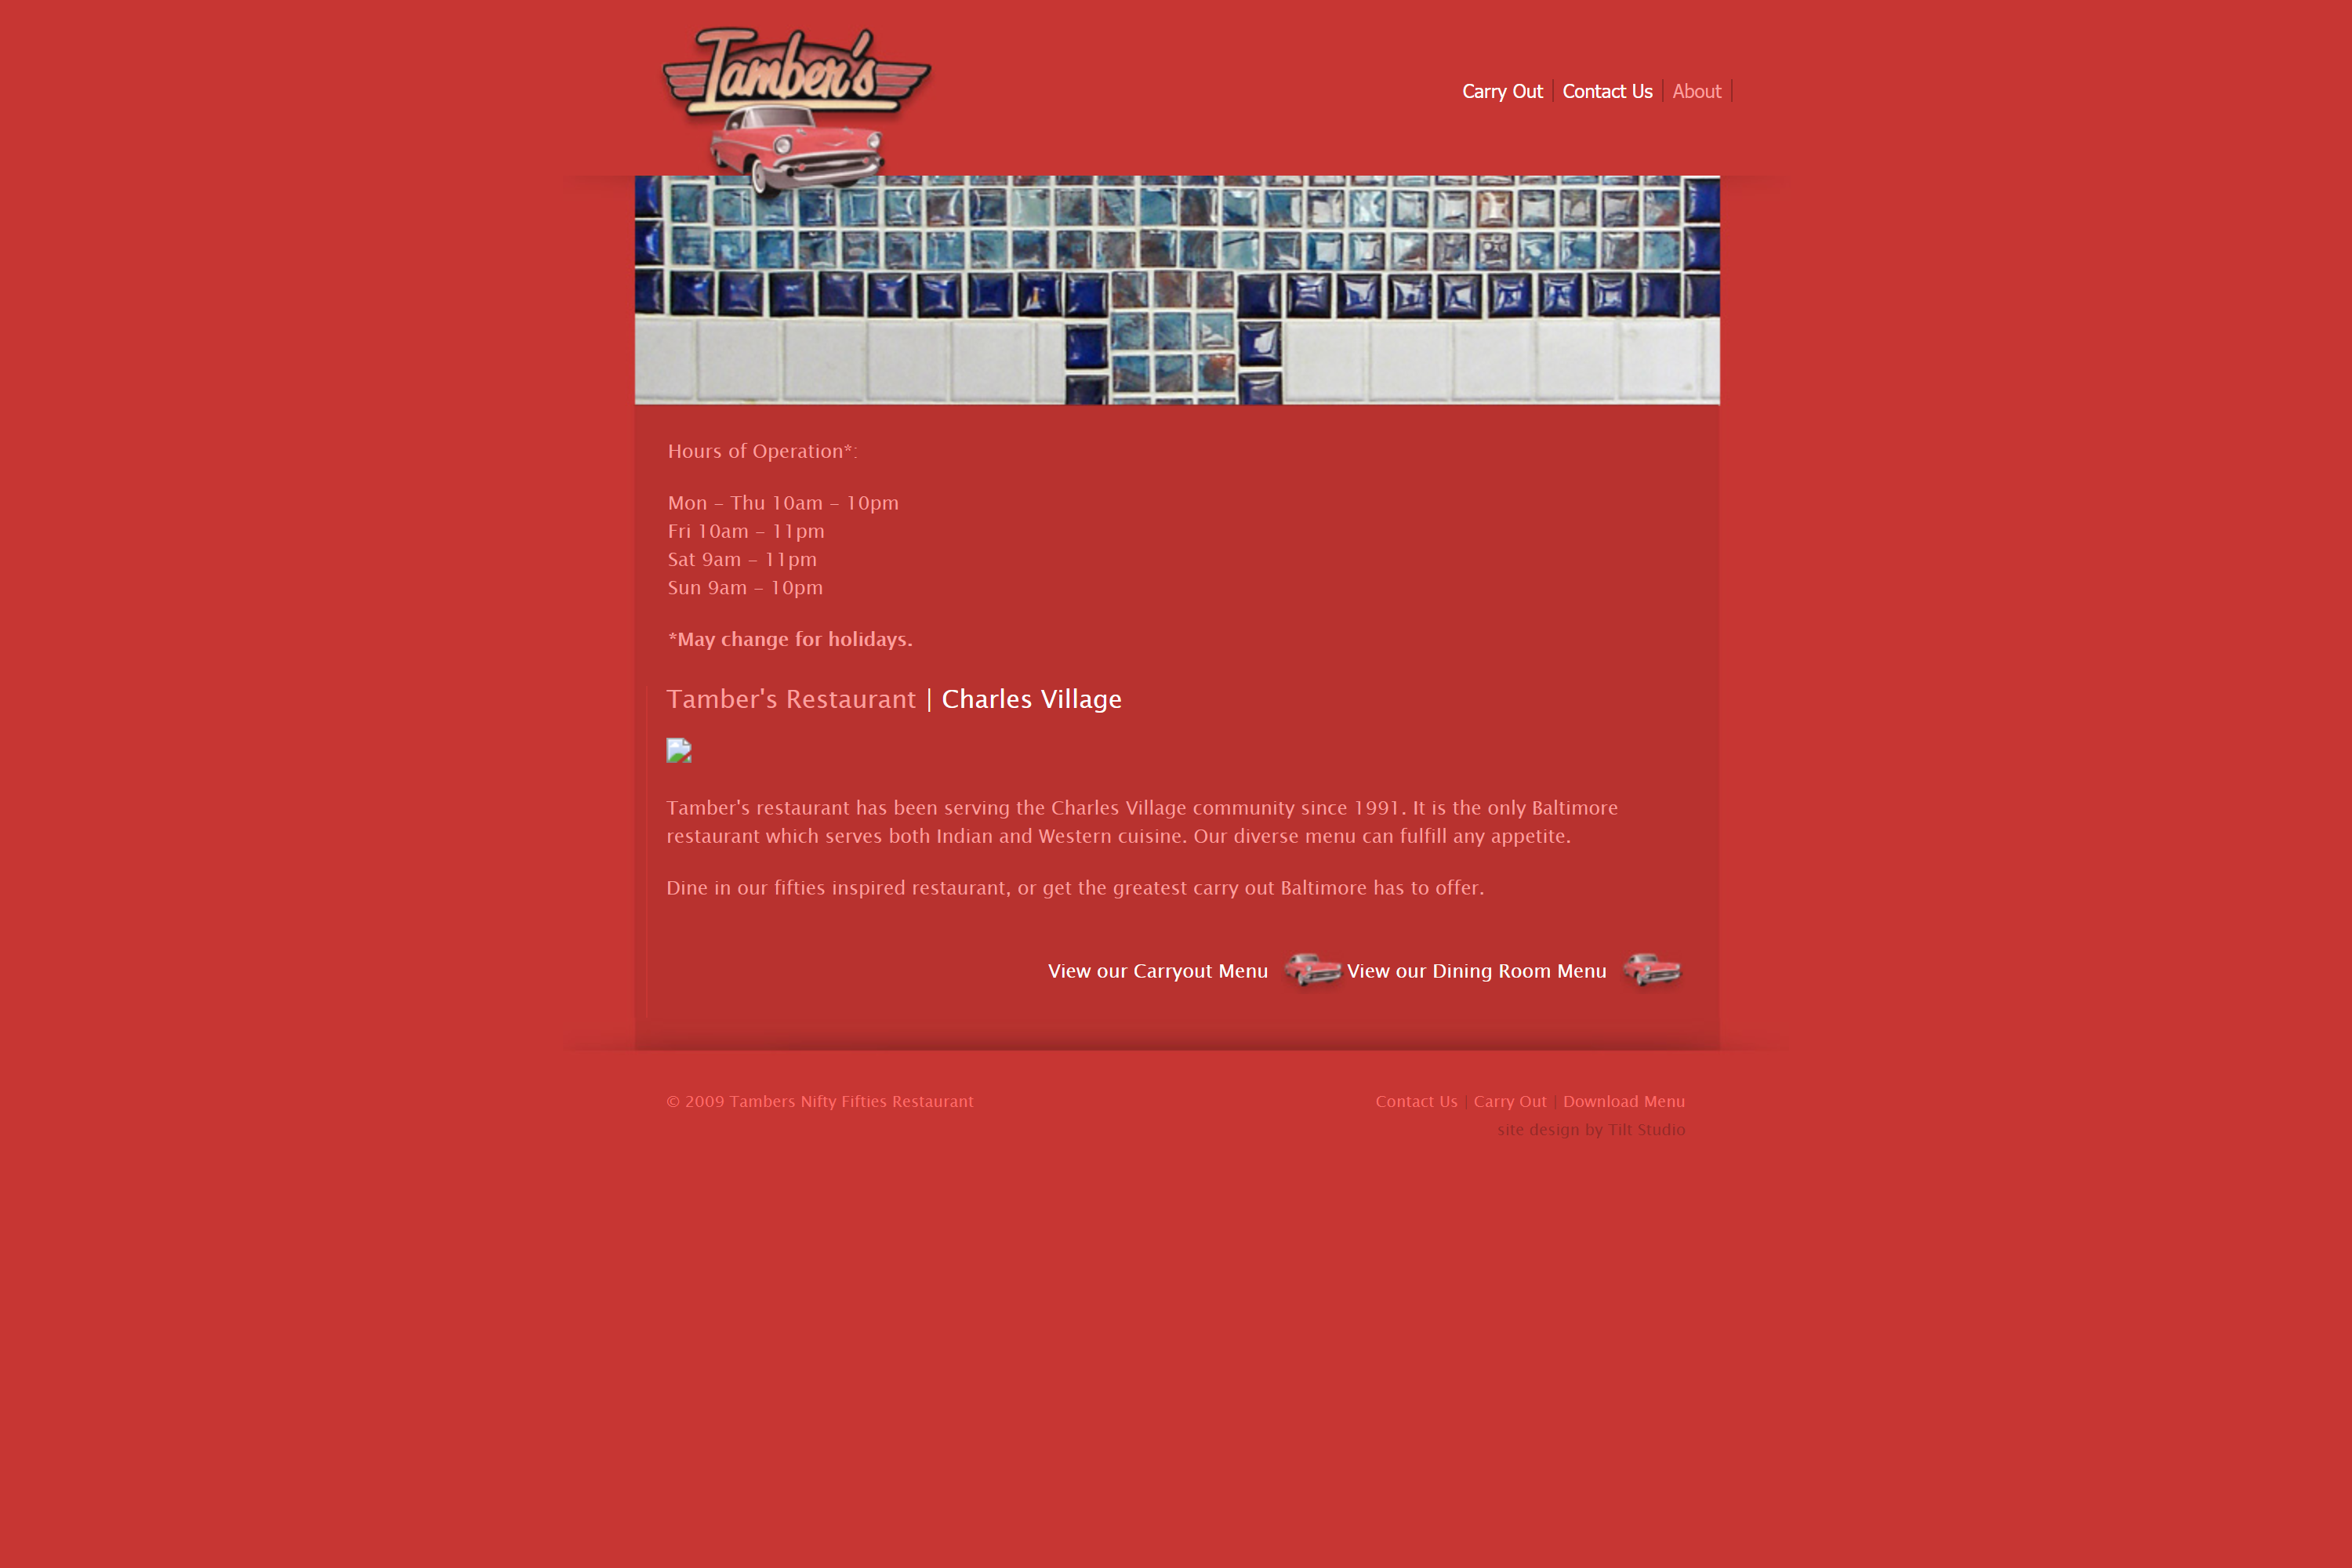 Tamber's
Carry Out | Contact Us | About |
Hours of Operation*:
Mon – Thu 10am – 10pm
Fri 10am – 11pm
Sat 9am – 11pm
Sun 9am – 10pm
*May change for holidays.
Tamber's Restaurant | Charles Village
Tamber's restaurant has been serving the Charles Village community since 1991. It is the only Baltimore
restaurant which serves both Indian and Western cuisine. Our diverse menu can fulfill any appetite.
Dine in our fifties inspired restaurant, or get the greatest carry out Baltimore has to offer.
View our Carryout Menu View our Dining Room Menu
© 2009 Tambers Nifty Fifties Restaurant
Contact Us | Carry Out | Download Menu
site design by Tilt Studio